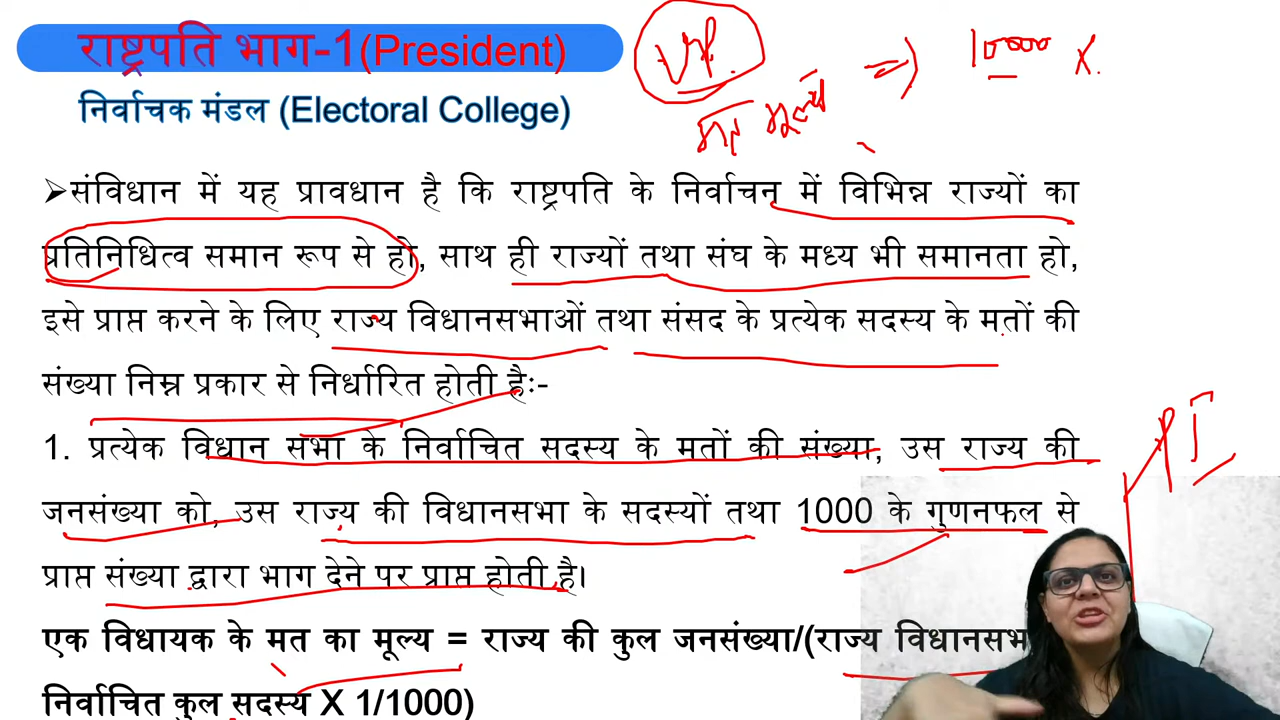 राष्ट्रपति भाग-1(President)
निर्वाचक मंडल (Electoral College)
मत मूल्य
➢संविधान में यह प्रावधान है कि राष्ट्रपति के निर्वाचन में विभिन्न राज्यों का
प्रतिनिधित्व समान रूप से हो, साथ ही राज्यों तथा संघ के मध्य भी समानता हो,
इसे प्राप्त करने के लिए राज्य विधानसभाओं तथा संसद के प्रत्येक सदस्य के मतों की
संख्या निम्न प्रकार से निर्धारित होती हैः-
1. प्रत्येक विधान सभा के निर्वाचित सदस्य के मतों की संख्या, उस राज्य की
जनसंख्या को, उस राज्य की विधानसभा के सदस्यों तथा 1000 के गुणनफल से
प्राप्त संख्या द्वारा भाग देने पर प्राप्त होती है।
एक विधायक के मत का मूल्य = राज्य की कुल जनसंख्या/(राज्य
निर्वाचित कुल सदस्य X 1/1000)